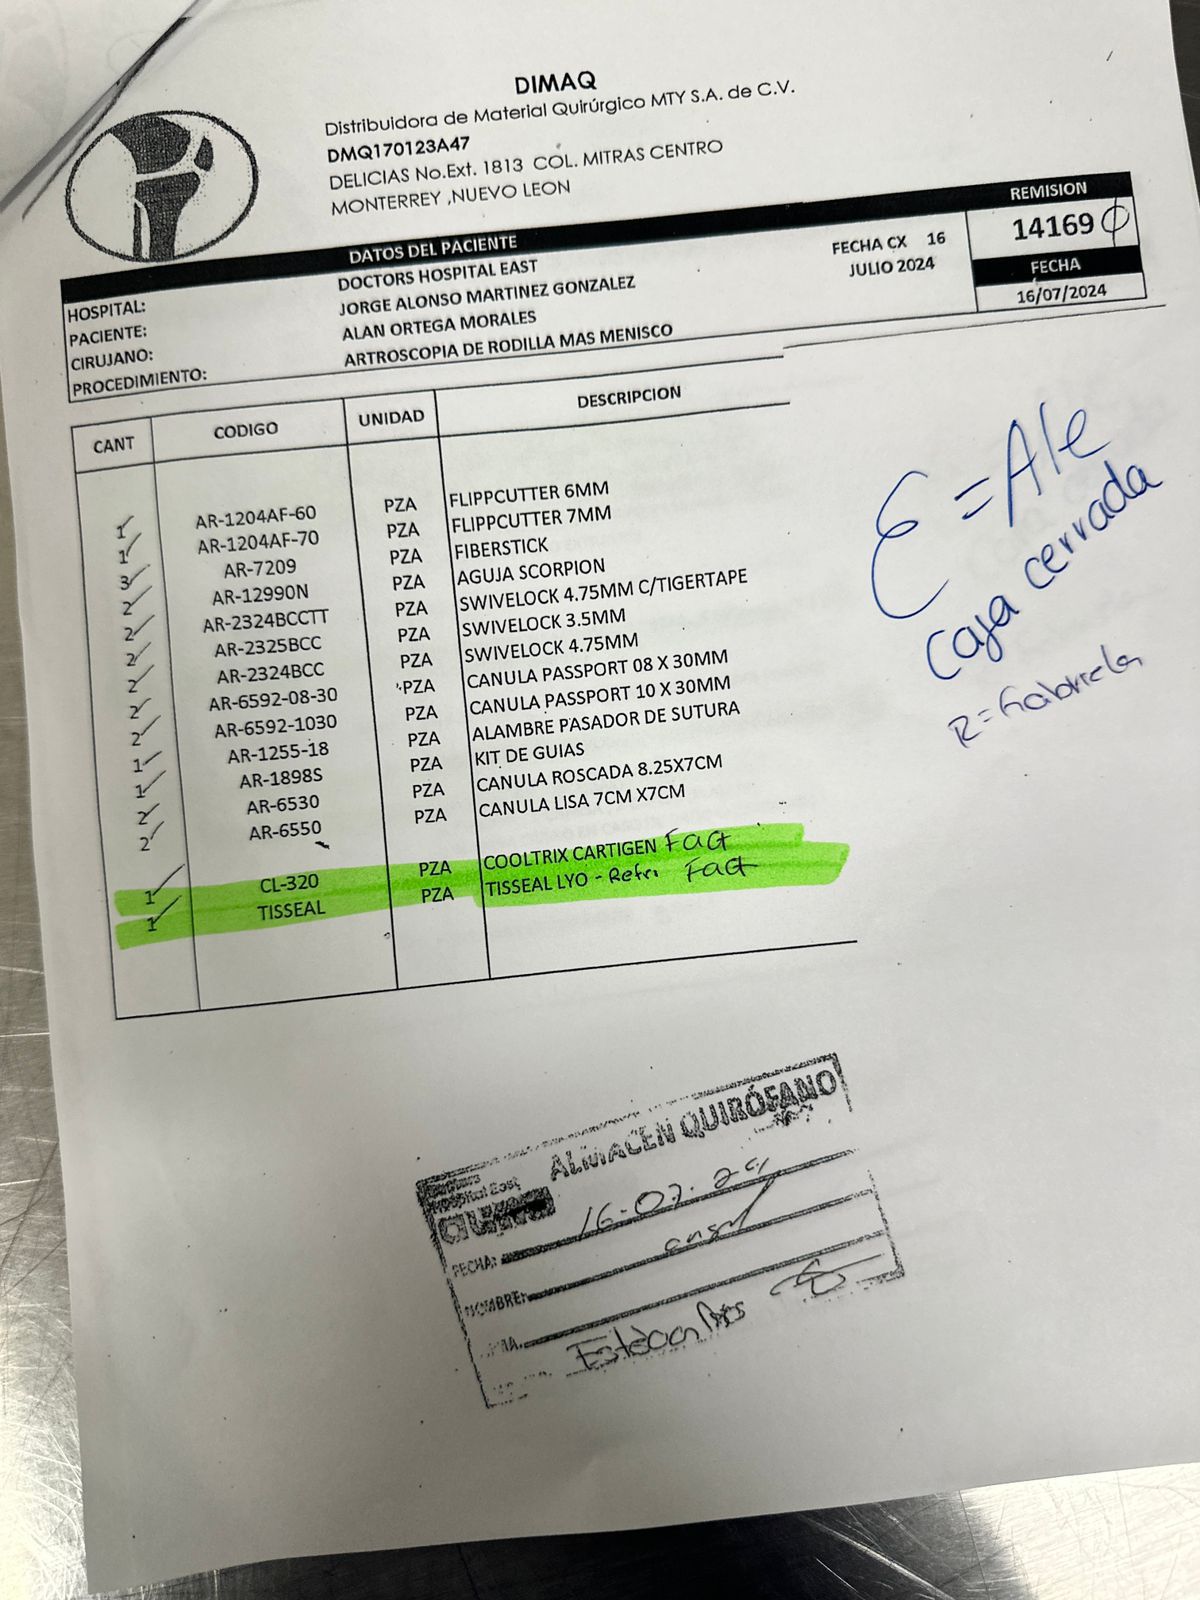 DIMAQ
Distribuidora de Material Quirúrgico MTY S.A. de C.V.
DMQ170123A47
DELICIAS No.Ext. 1813 COL. MITRAS CENTRO
MONTERREY ,NUEVO LEON
REMISION
14169
DATOS DEL PACIENTE
FECHA
16/07/2024
HOSPITAL: DOCTORS HOSPITAL EAST FECHA CX 16
PACIENTE: JORGE ALONSO MARTINEZ GONZALEZ JULIO 2024
CIRUJANO: ALAN ORTEGA MORALES
PROCEDIMIENTO: ARTROSCOPIA DE RODILLA MAS MENISCO
CANT CODIGO UNIDAD DESCRIPCION
1 AR-1204AF-60 PZA FLIPPCUTTER 6MM
1 AR-1204AF-70 PZA FLIPPCUTTER 7MM
3 AR-7209 PZA FIBERSTICK
2 AR-12990N PZA AGUJA SCORPION
2 AR-2324BCCTT PZA SWIVELOCK 4.75MM C/TIGERTAPE
2 AR-2325BCC PZA SWIVELOCK 3.5MM
2 AR-2324BCC PZA SWIVELOCK 4.75MM
2 AR-6592-08-30 PZA CANULA PASSPORT 08 X 30MM
2 AR-6592-1030 PZA CANULA PASSPORT 10 X 30MM
1 AR-1255-18 PZA ALAMBRE PASADOR DE SUTURA
1 AR-1898S PZA KIT DE GUIAS
2 AR-6530 PZA CANULA ROSCADA 8.25X7CM
2 AR-6550 PZA CANULA LISA 7CM X7CM
1 CL-320 PZA COOLTRIX CARTIGEN FAct
1 TISSEAL PZA TISSEAL LYO - Refri FAct
E = Ale
Caja cerrada
R = Gabriela
ALMACEN QUIRÓFANO
Hospital East
FECHA: 16-07-24
NOMBRE:
Esteban